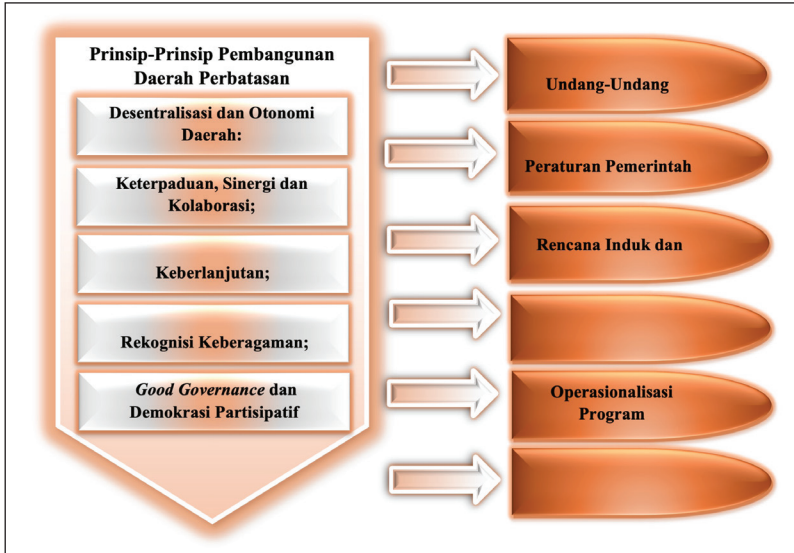 Prinsip-Prinsip Pembangunan
Daerah Perbatasan
Desentralisasi dan Otonomi
Daerah:
Keterpaduan, Sinergi dan
Kolaborasi;
Keberlanjutan;
Rekognisi Keberagaman;
Good Governance dan
Demokrasi Partisipatif
Undang-Undang
Peraturan Pemerintah
Rencana Induk dan
Operasionalisasi
Program